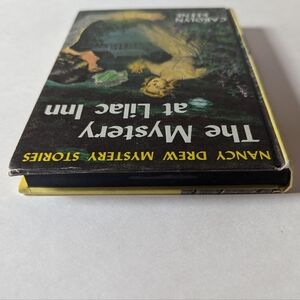 NANCY DREW MYSTERY STORIES
The Mystery
at Lilac Inn
CAROLYN
KEENE